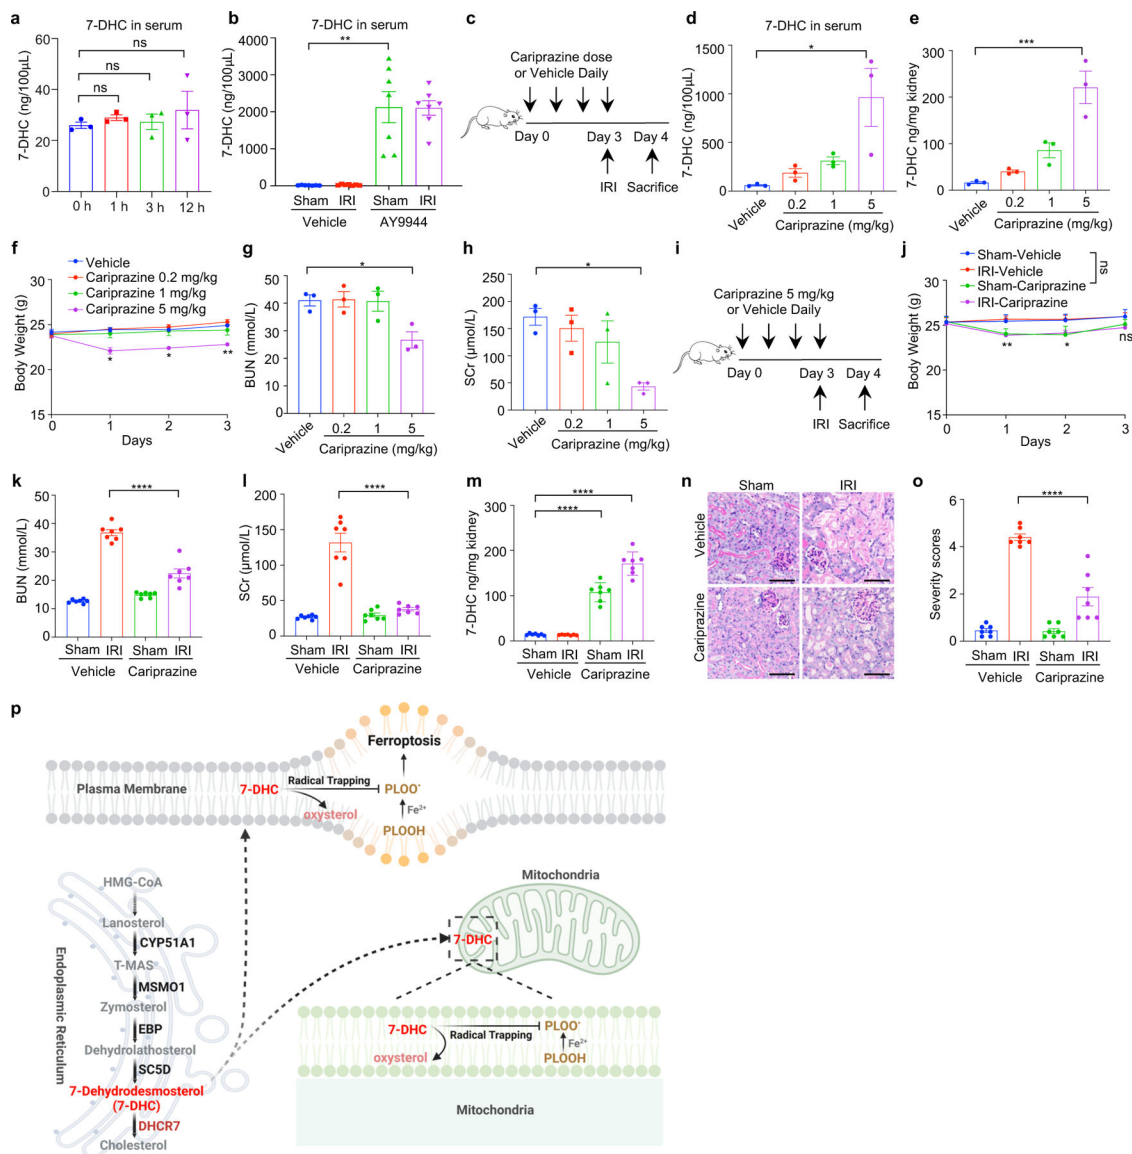 a
7-DHC in serum
7-DHC (ng/100µL)
60
40
20
0
ns
ns
ns
0 h
1 h
3 h
12 h
b
7-DHC in serum
7-DHC (ng/100µL)
4000
3000
2000
1000
0
**
Sham IRI Sham IRI
Vehicle AY9944
c
Cariprazine dose
or Vehicle Daily
Day 0 Day 3 Day 4
IRI Sacrifice
d
7-DHC in serum
7-DHC (ng/100µL)
1500
1000
500
0
*
Vehicle
0.2 1 5
Cariprazine (mg/kg)
e
7-DHC ng/mg kidney
300
200
100
0
***
Vehicle
0.2 1 5
Cariprazine (mg/kg)
f
Vehicle
Cariprazine 0.2 mg/kg
Cariprazine 1 mg/kg
Cariprazine 5 mg/kg
Body Weight (g)
30
25
20
15
* * **
0 1 2 3
Days
g
BUN (mmol/L)
60
50
40
30
20
10
0
*
Vehicle
0.2 1 5
Cariprazine (mg/kg)
h
SCr (µmol/L)
200
150
100
50
0
*
Vehicle
0.2 1 5
Cariprazine (mg/kg)
i
Cariprazine 5 mg/kg
or Vehicle Daily
Day 0 Day 3 Day 4
IRI Sacrifice
j
Sham-Vehicle
IRI-Vehicle
Sham-Cariprazine
IRI-Cariprazine
ns
Body Weight (g)
30
25
20
15
** * ns
0 1 2 3
Days
k
BUN (mmol/L)
50
40
30
20
10
0
****
Sham IRI Sham IRI
Vehicle Cariprazine
l
SCr (µmol/L)
200
150
100
50
0
****
Sham IRI Sham IRI
Vehicle Cariprazine
m
7-DHC ng/mg kidney
300
200
100
0
****
****
Sham IRI Sham IRI
Vehicle Cariprazine
n
Sham IRI
Vehicle
Cariprazine
o
Severity scores
6
4
2
0
****
Sham IRI Sham IRI
Vehicle Cariprazine
p
Ferroptosis
Plasma Membrane
7-DHC
Radical Trapping
PLOO•
oxysterol
Fe²⁺
PLOOH
Endoplasmic Reticulum
HMG-CoA
Lanosterol
CYP51A1
T-MAS
MSMO1
Zymosterol
EBP
Dehydrolathosterol
SC5D
7-Dehydrodesmosterol
(7-DHC)
DHCR7
Cholesterol
Mitochondria
7-DHC
7-DHC
Radical Trapping
PLOO•
Fe²⁺
oxysterol
PLOOH
Mitochondria